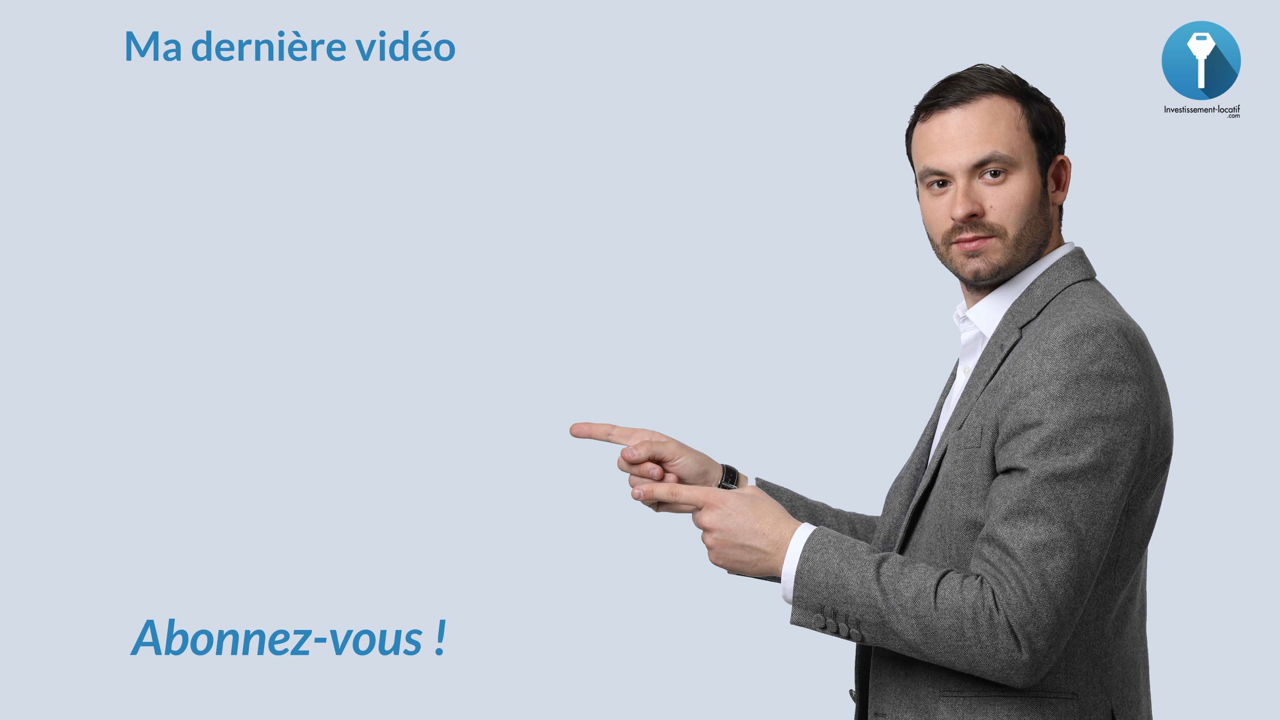 Ma dernière vidéo
Investissement-locatif
.com
Abonnez-vous !